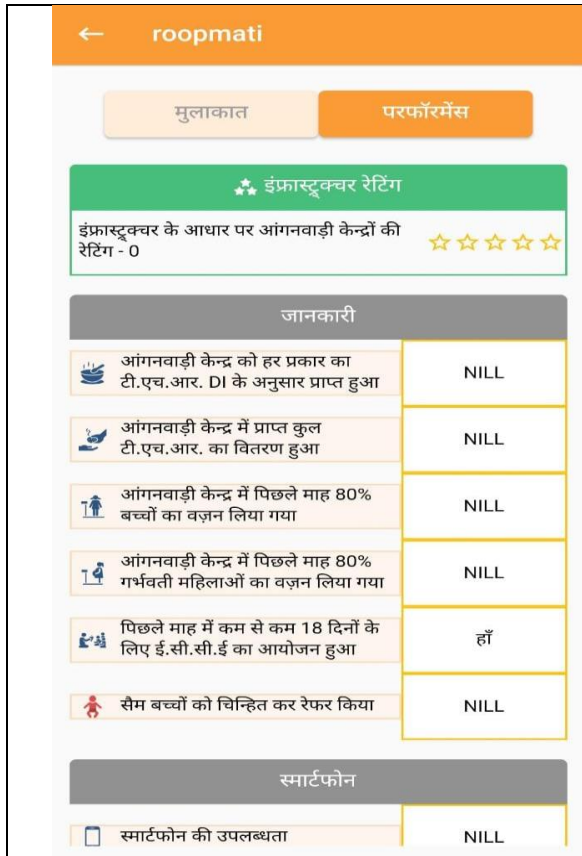 roopmati
मुलाकात
परफॉरमेंस
इंफ्रास्ट्रक्चर रेटिंग
इंफ्रास्ट्रक्चर के आधार पर आंगनवाड़ी केन्द्रों की
रेटिंग - 0
जानकारी
आंगनवाड़ी केन्द्र को हर प्रकार का
टी.एच.आर. DI के अनुसार प्राप्त हुआ
NILL
आंगनवाड़ी केन्द्र में प्राप्त कुल
टी.एच.आर. का वितरण हुआ
NILL
आंगनवाड़ी केन्द्र में पिछले माह 80%
बच्चों का वज़न लिया गया
NILL
आंगनवाड़ी केन्द्र में पिछले माह 80%
गर्भवती महिलाओं का वज़न लिया गया
NILL
पिछले माह में कम से कम 18 दिनों के
लिए ई.सी.सी.ई का आयोजन हुआ
हाँ
सैम बच्चों को चिन्हित कर रेफर किया
NILL
स्मार्टफोन
स्मार्टफोन की उपलब्धता
NILL